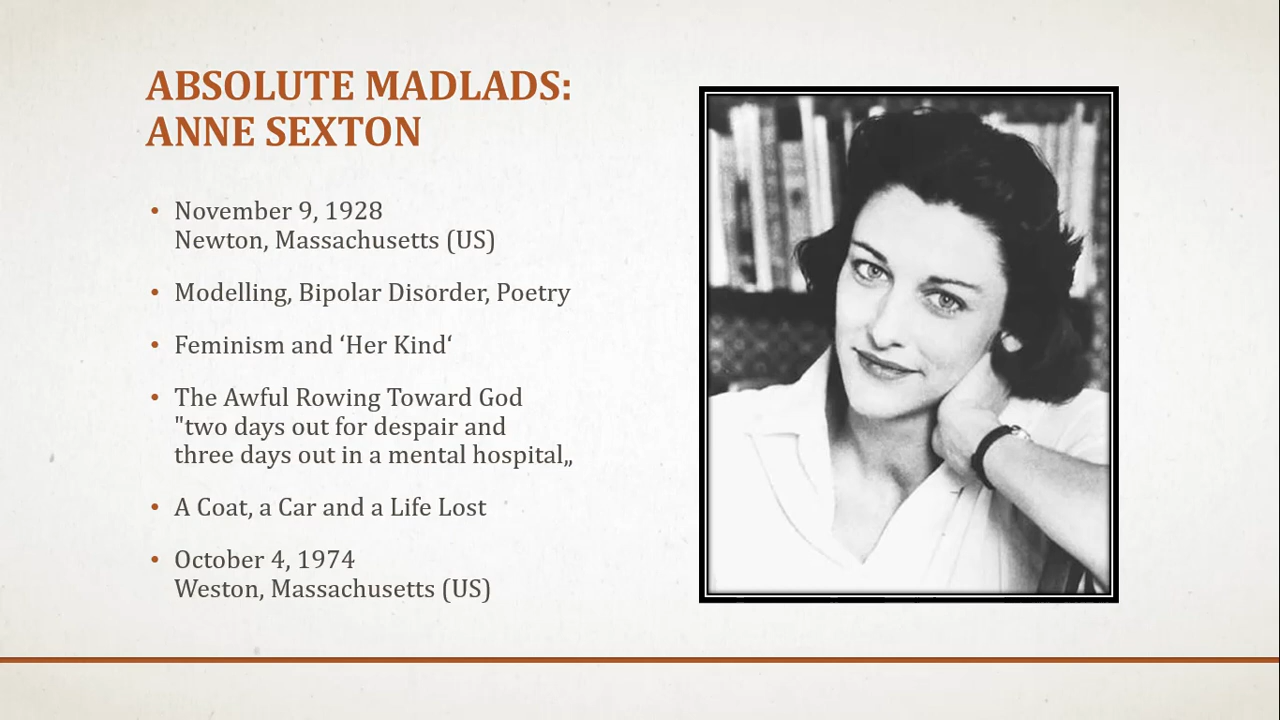 ABSOLUTE MADLADS:
ANNE SEXTON
• November 9, 1928
Newton, Massachusetts (US)
• Modelling, Bipolar Disorder, Poetry
• Feminism and ‘Her Kind‘
• The Awful Rowing Toward God
"two days out for despair and
three days out in a mental hospital„
• A Coat, a Car and a Life Lost
• October 4, 1974
Weston, Massachusetts (US)